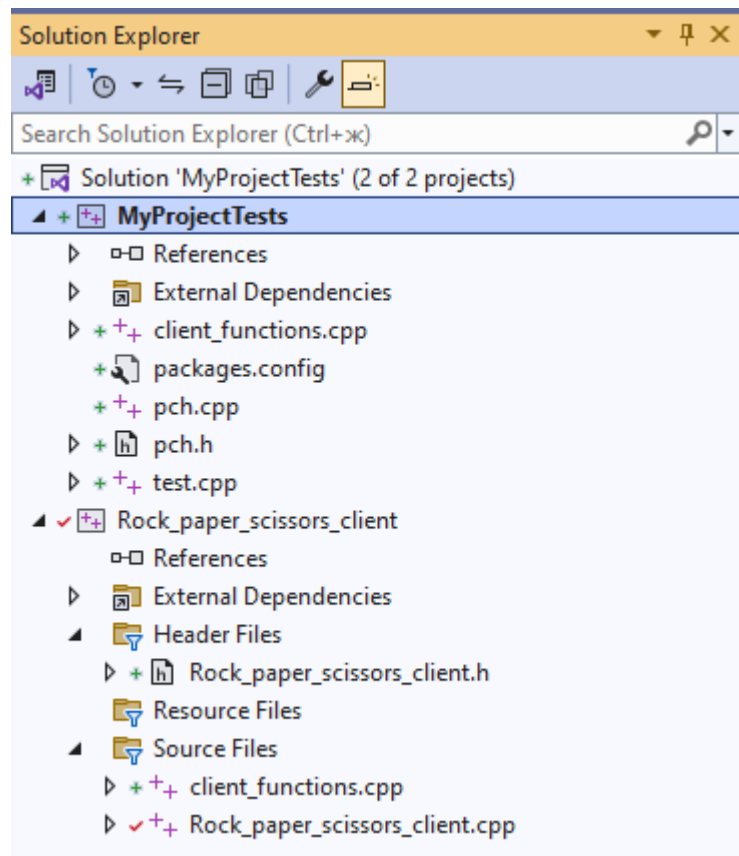 Solution Explorer
Search Solution Explorer (Ctrl+ж)
Solution 'MyProjectTests' (2 of 2 projects)
MyProjectTests
References
External Dependencies
client_functions.cpp
packages.config
pch.cpp
pch.h
test.cpp
Rock_paper_scissors_client
References
External Dependencies
Header Files
Rock_paper_scissors_client.h
Resource Files
Source Files
client_functions.cpp
Rock_paper_scissors_client.cpp